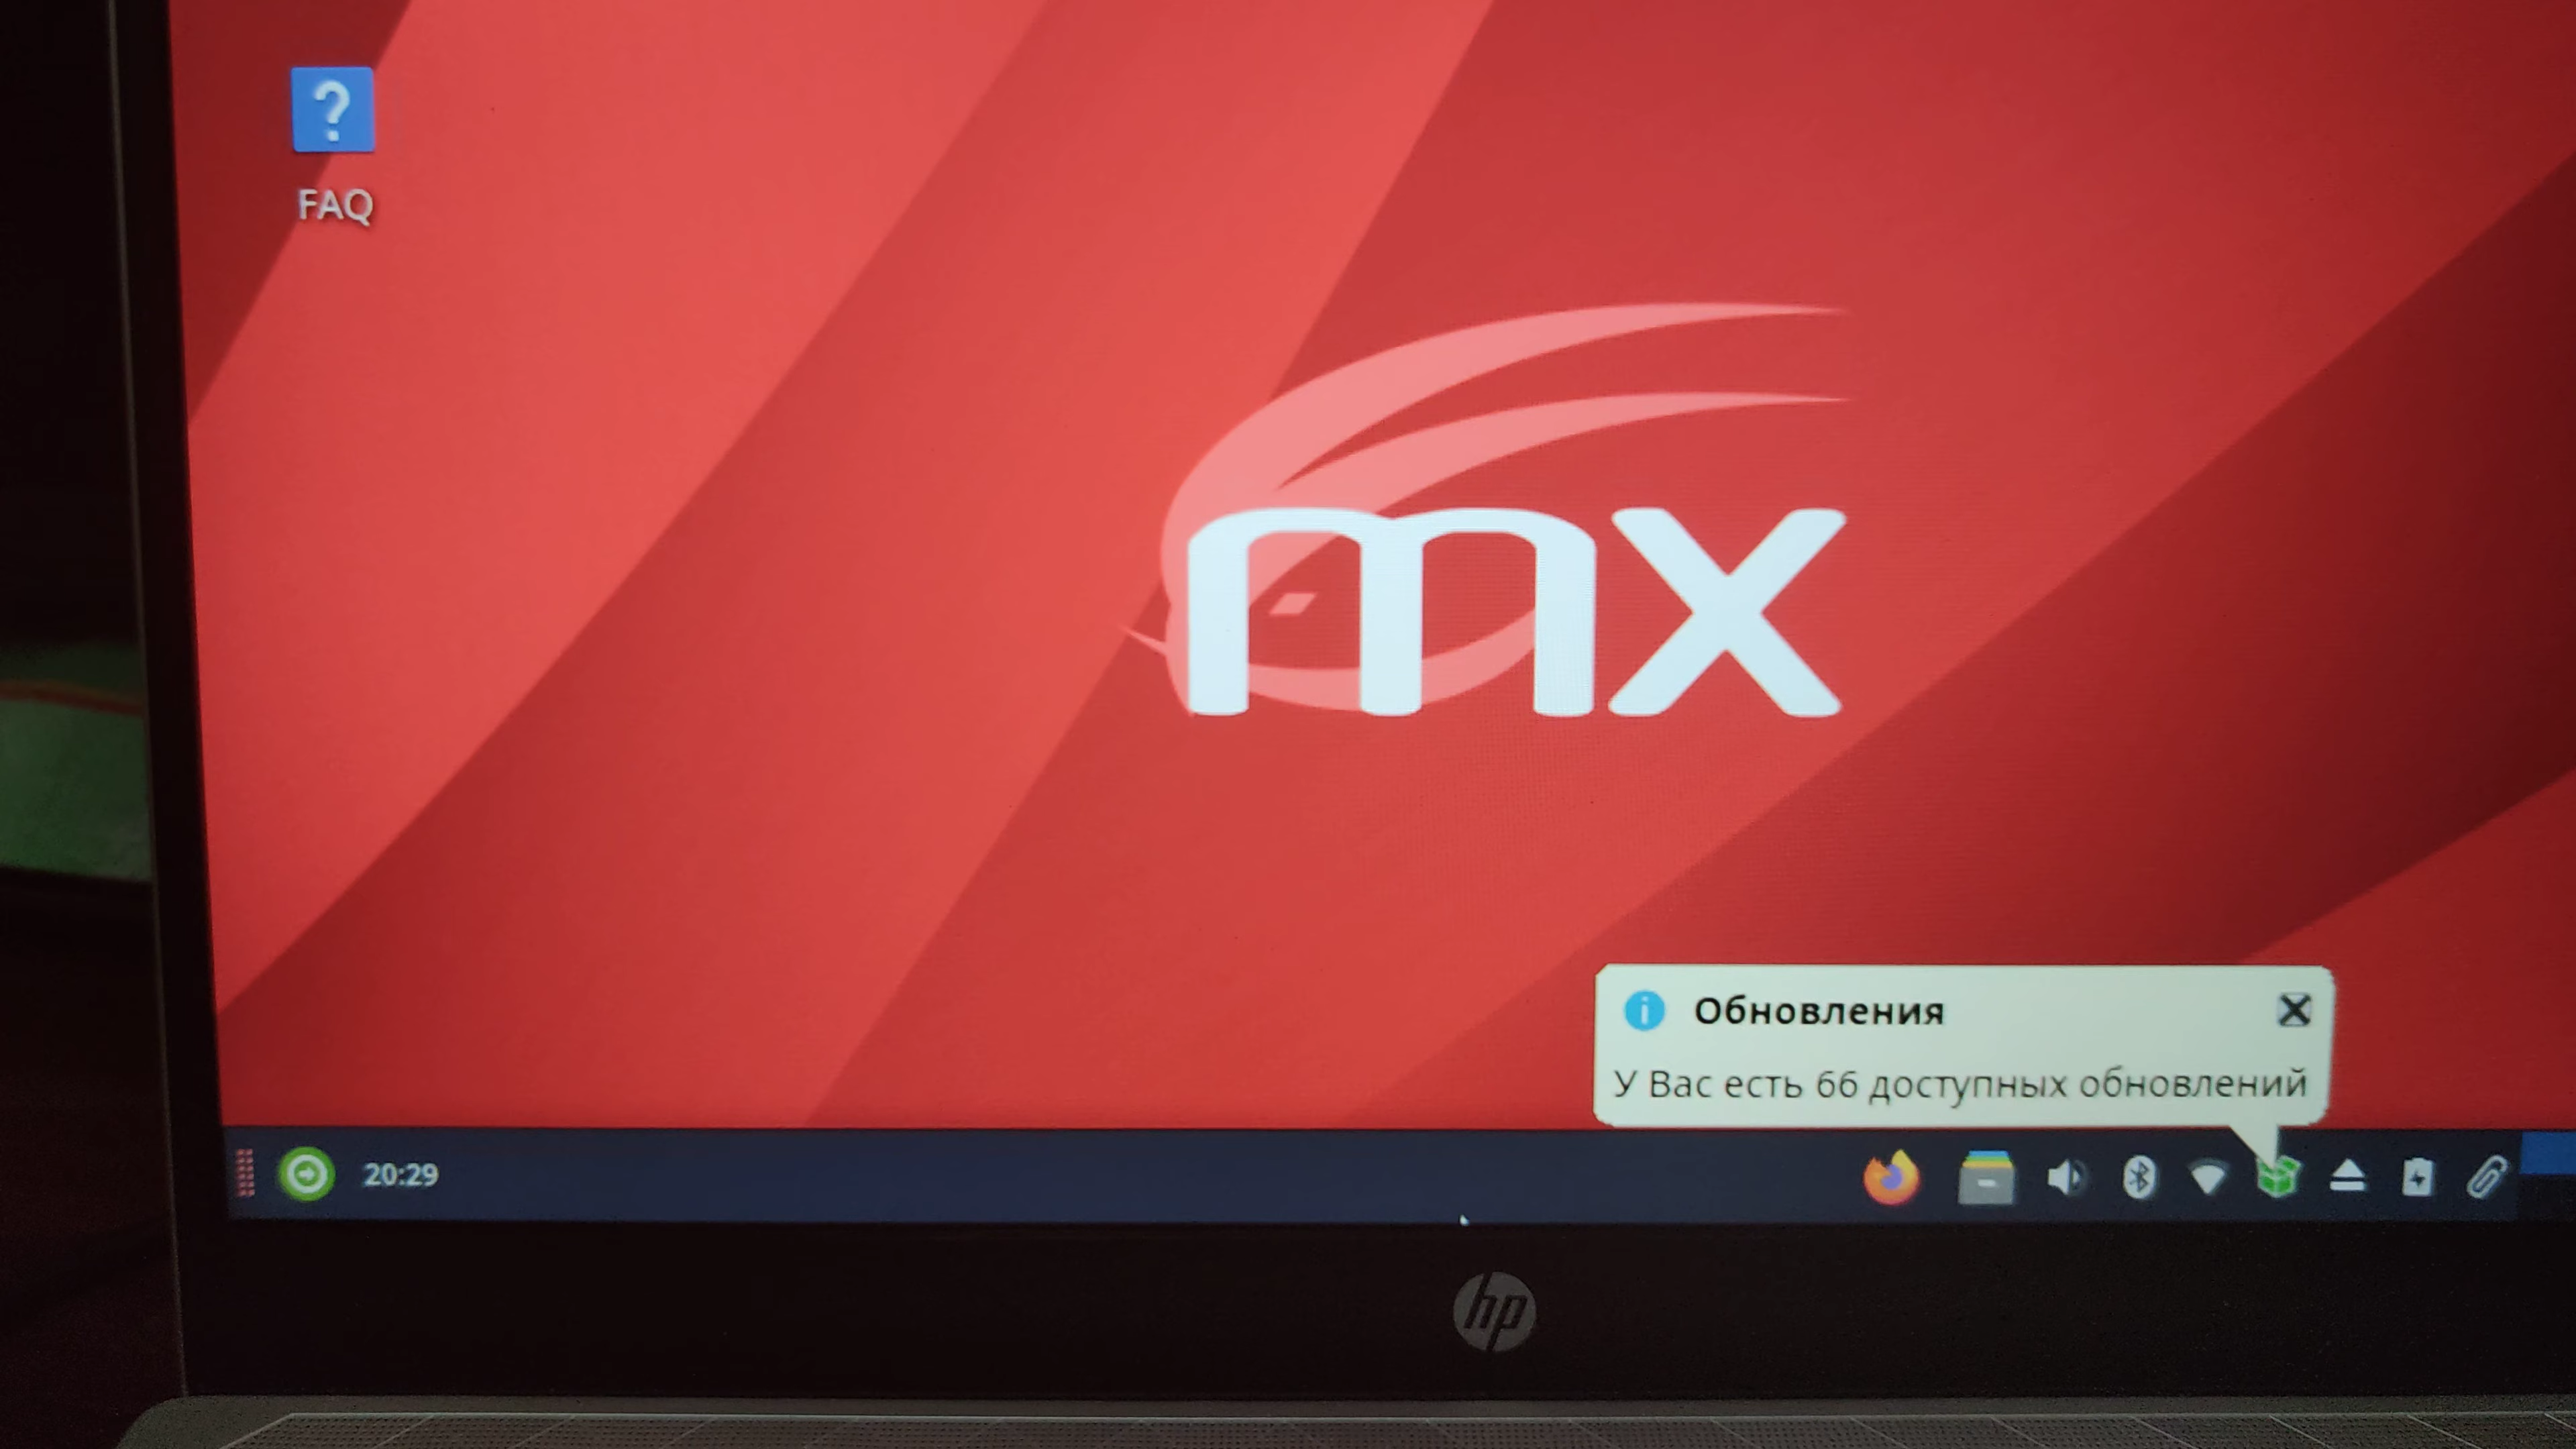 FAQ
mx
Обновления
У Вас есть 66 доступных обновлений
20:29
hp